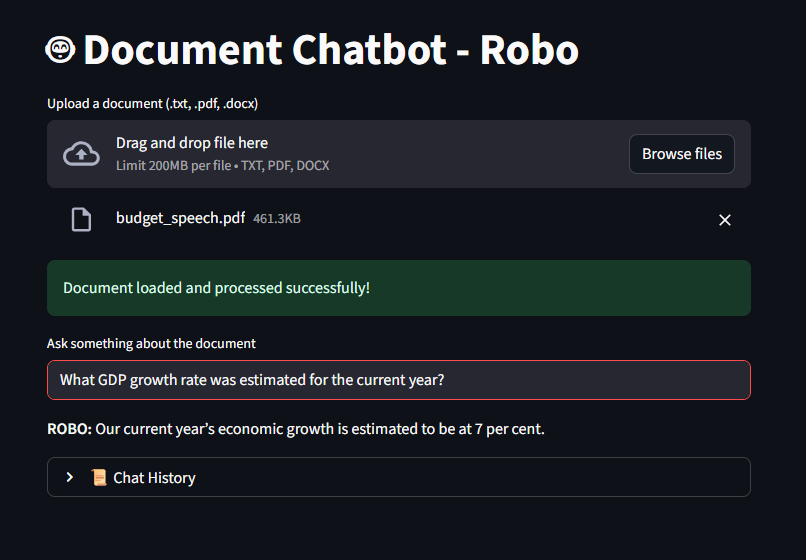 Document Chatbot - Robo
Upload a document (.txt, .pdf, .docx)
Drag and drop file here
Limit 200MB per file • TXT, PDF, DOCX
Browse files
budget_speech.pdf 461.3KB
Document loaded and processed successfully!
Ask something about the document
What GDP growth rate was estimated for the current year?
ROBO: Our current year’s economic growth is estimated to be at 7 per cent.
Chat History